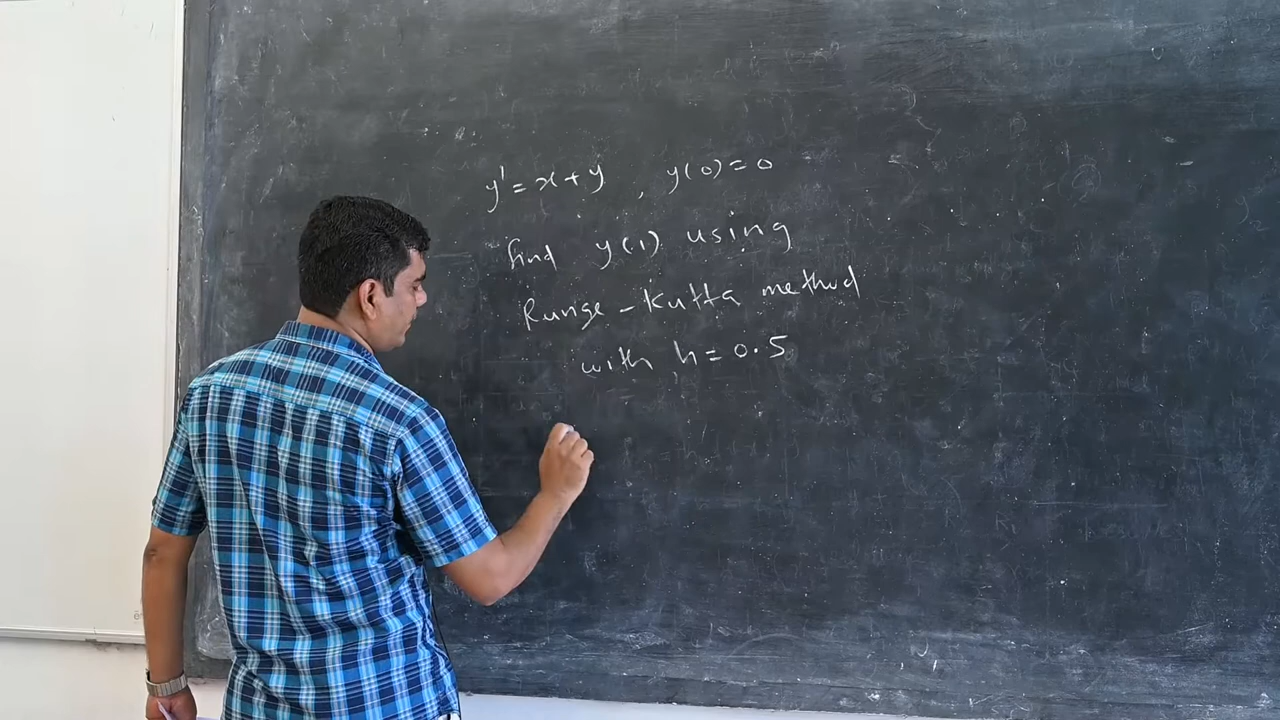 y' = x + y , y(0) = 0
find y(1) using
Runge - Kutta method
with h = 0.5